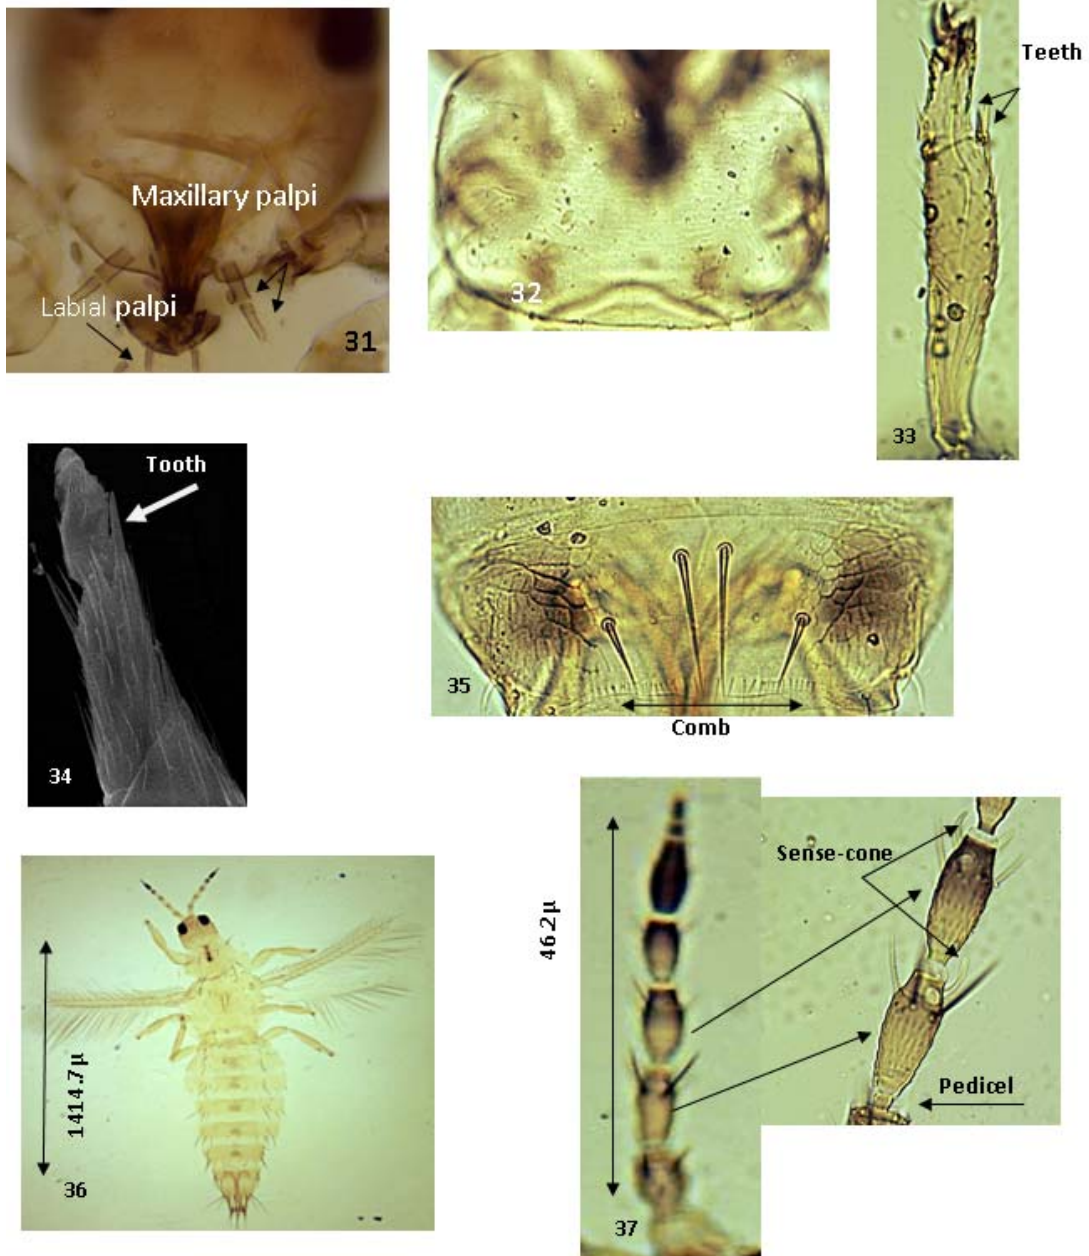 Maxillary palpi
Labial palpi
31
32
Teeth
33
Tooth
34
35
Comb
1414.7µ
36
46.2µ
Sense-cone
Pedicel
37